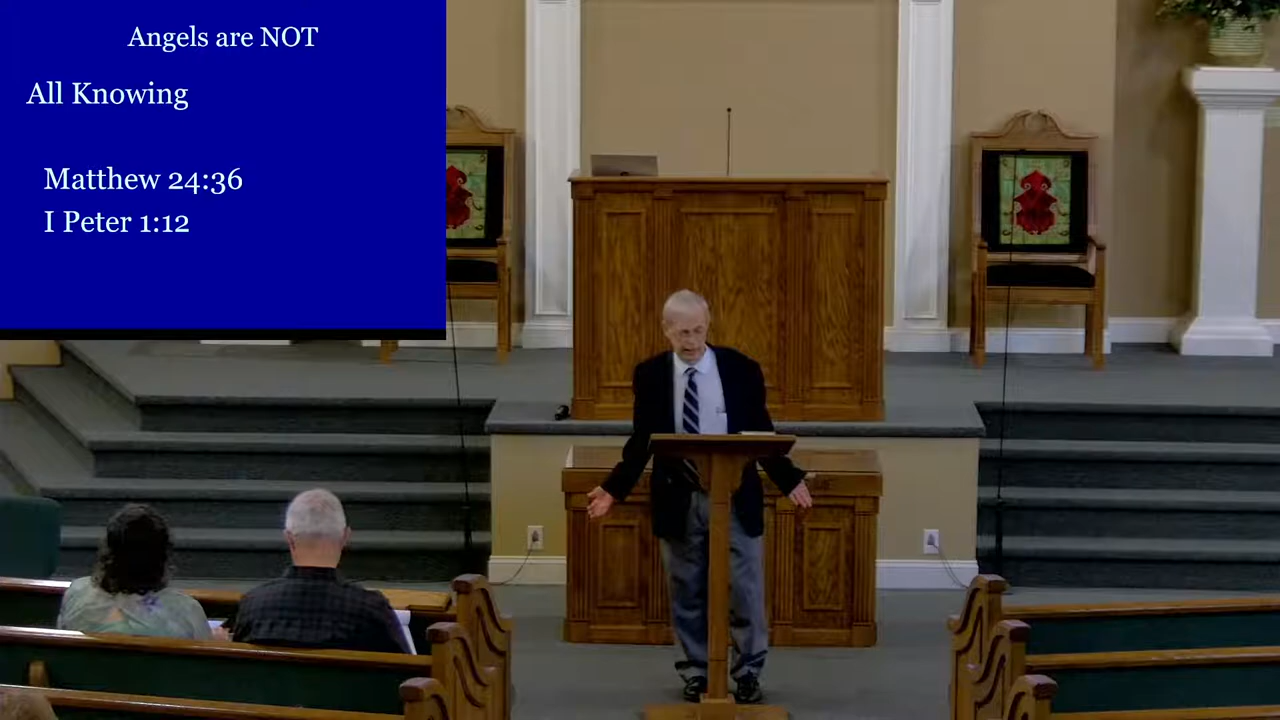 Angels are NOT
All Knowing
Matthew 24:36
I Peter 1:12